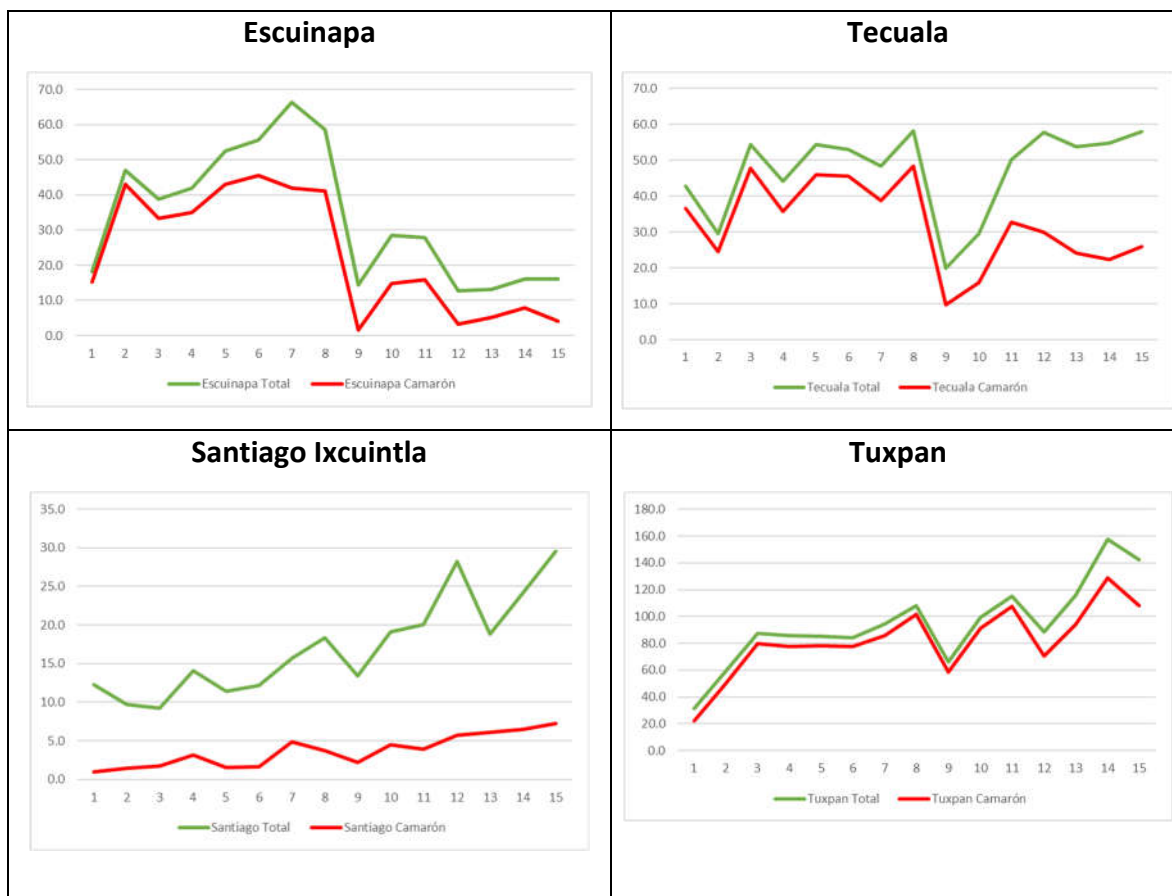 Escuinapa
70.0
60.0
50.0
40.0
30.0
20.0
10.0
0.0
1 2 3 4 5 6 7 8 9 10 11 12 13 14 15
Escuinapa Total Escuinapa Camarón
Tecuala
70.0
60.0
50.0
40.0
30.0
20.0
10.0
0.0
1 2 3 4 5 6 7 8 9 10 11 12 13 14 15
Tecuala Total Tecuala Camarón
Santiago Ixcuintla
35.0
30.0
25.0
20.0
15.0
10.0
5.0
0.0
1 2 3 4 5 6 7 8 9 10 11 12 13 14 15
Santiago Total Santiago Camarón
Tuxpan
180.0
160.0
140.0
120.0
100.0
80.0
60.0
40.0
20.0
0.0
1 2 3 4 5 6 7 8 9 10 11 12 13 14 15
Tuxpan Total Tuxpan Camarón